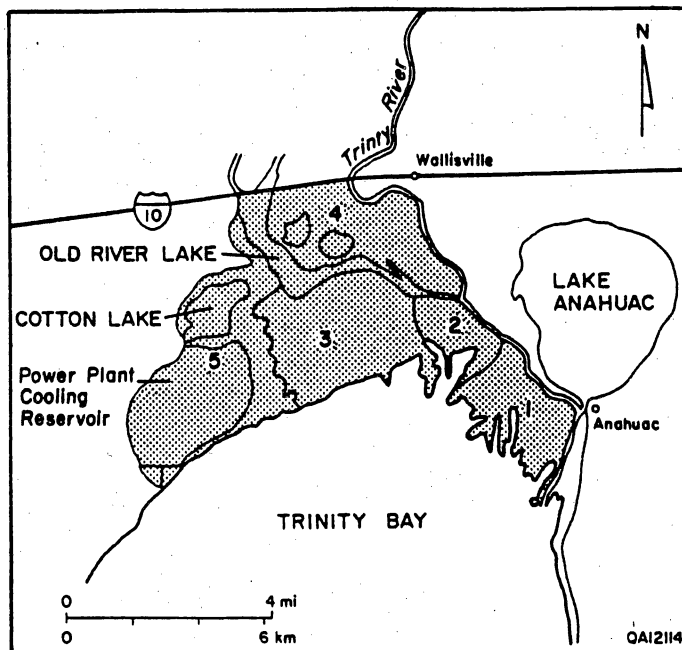 N
Trinty River
Wallisville
10
4
OLD RIVER LAKE
LAKE
ANAHUAC
COTTON LAKE
3
2
5
Power Plant
Cooling
Reservoir
1
Anahuac
TRINITY BAY
0 4 mi
0 6 km
QA12114